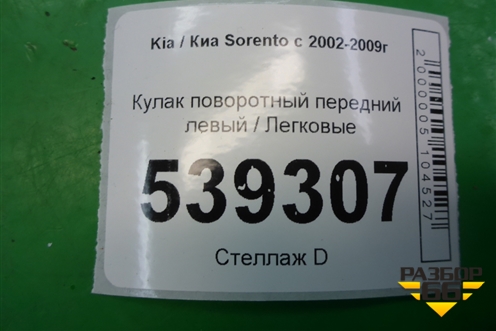 Kia / Киа Sorento с 2002-2009г
Кулак поворотный передний
левый / Легковые
539307
Стеллаж D
2000005104527
РАЗБОР
66